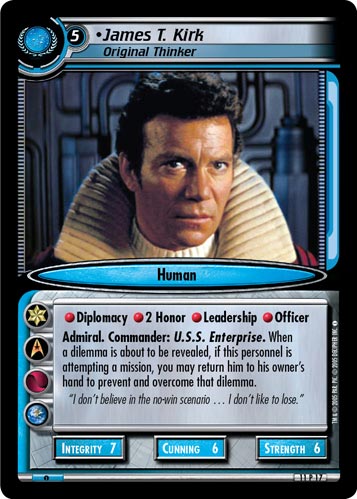 5
•James T. Kirk
Original Thinker
Human
Diplomacy 2 Honor Leadership Officer
Admiral. Commander: U.S.S. Enterprise. When
a dilemma is about to be revealed, if this personnel is
attempting a mission, you may return him to his owner's
hand to prevent and overcome that dilemma.
"I don't believe in the no-win scenario ... I don't like to lose."
Integrity 7 Cunning 6 Strength 6
11 P 17